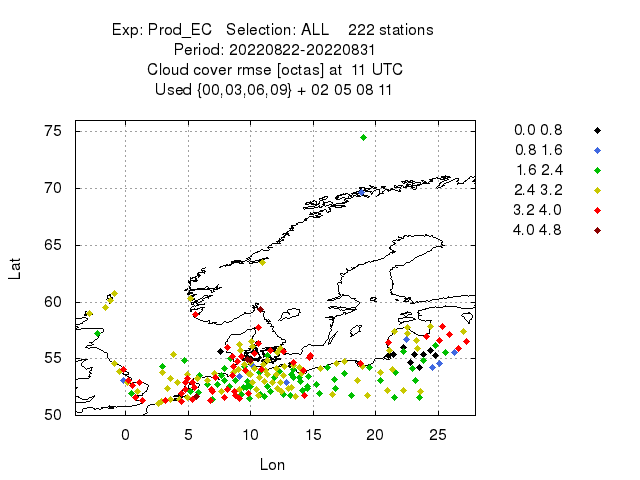 Exp: Prod_EC Selection: ALL 222 stations
Period: 20220822-20220831
Cloud cover rmse [octas] at 11 UTC
Used {00,03,06,09} + 02 05 08 11
75
70
65
60
55
50
Lat
0 5 10 15 20 25
Lon
0.0 0.8
0.8 1.6
1.6 2.4
2.4 3.2
3.2 4.0
4.0 4.8